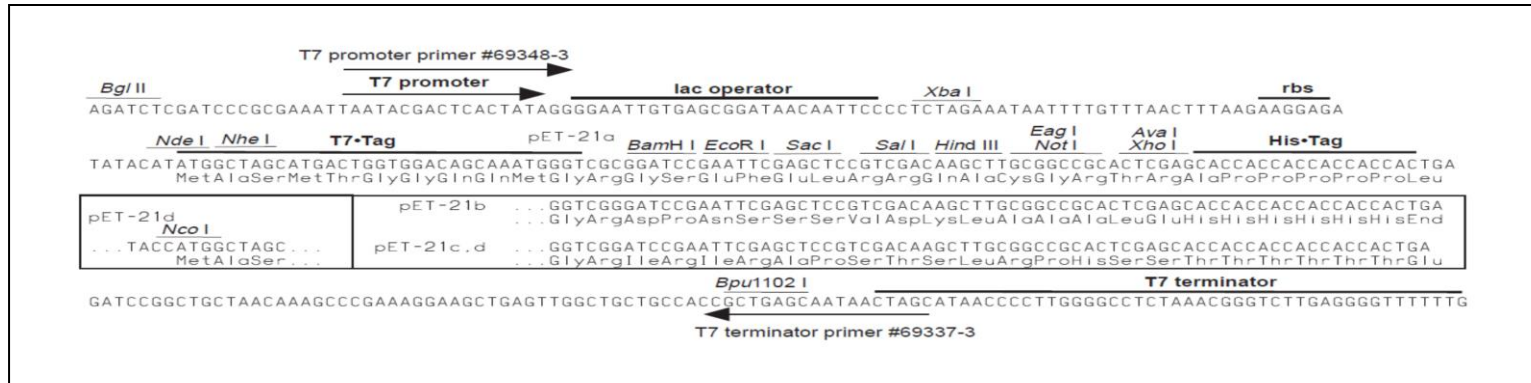 T7 promoter primer #69348-3
Bgl II T7 promoter lac operator Xba I rbs
AGATCTCGATCCCGCGAAATTAATACGACTCACTATAGGGGAATTGTGAGCGGATAACAATTCCCCTCTAGAAATAATTTTGTTTAACTTTAAGAAGGAGA
Nde I Nhe I T7•Tag pET-21a BamH I EcoR I Sac I Sal I Hind III Eag I Not I Ava I Xho I His•Tag
TATACATATGGCTAGCATGACTGGTGGACAGCAAATGGGTCGCGGATCCGAATTCGAGCTCCGTCGACAAGCTTGCGGCCGCACTCGAGCACCACCACCACCACCACTGA
MetAlaSerMetThrGlyGlyGlnGlnMetGlyArgGlySerGluPheGluLeuArgArgGlnAlaCysGlyArgThrArgAlaProProProProProLeu
pET-21d pET-21b ...GGTCGGGATCCGAATTCGAGCTCCGTCGACAAGCTTGCGGCCGCACTCGAGCACCACCACCACCACCACTGA
Nco I ...GlyArgAspProAsnSerSerSerValAspLysLeuAlaAlaAlaLeuGluHisHisHisHisHisHisEnd
...TACCATGGCTAGC... pET-21c,d ...GGTCGGATCCGAATTCGAGCTCCGTCGACAAGCTTGCGGCCGCACTCGAGCACCACCACCACCACCACTGA
MetAlaSer... ...GlyArgIleArgIleArgAlaProSerThrSerLeuArgProHisSerSerThrThrThrThrThrThrGlu
Bpu1102 I T7 terminator
GATCCGGCTGCTAACAAAGCCCGAAAGGAAGCTGAGTTGGCTGCTGCCACCGCTGAGCAATAACTAGCATAACCCCTTGGGGCCTCTAAACGGGTCTTGAGGGGTTTTTTG
T7 terminator primer #69337-3